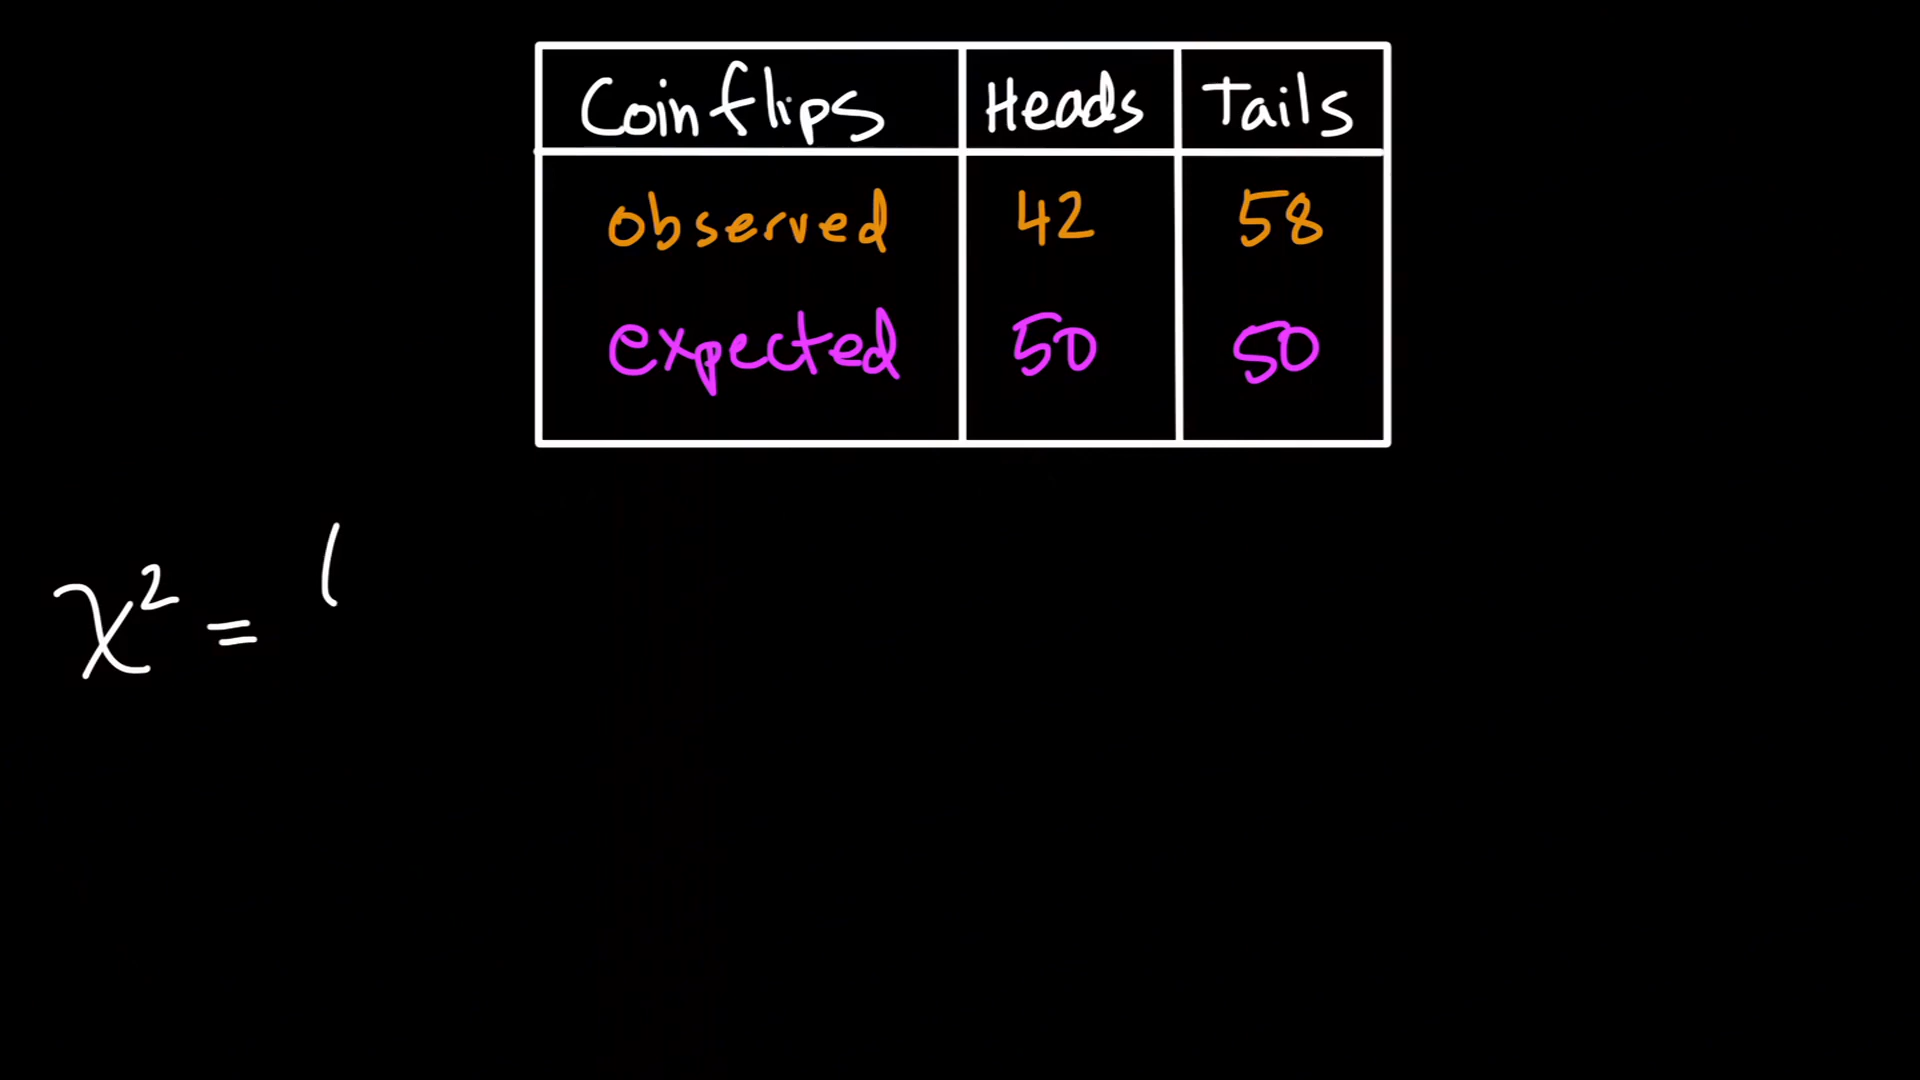 Coin flips Heads Tails
observed 42 58
expected 50 50
χ² = (